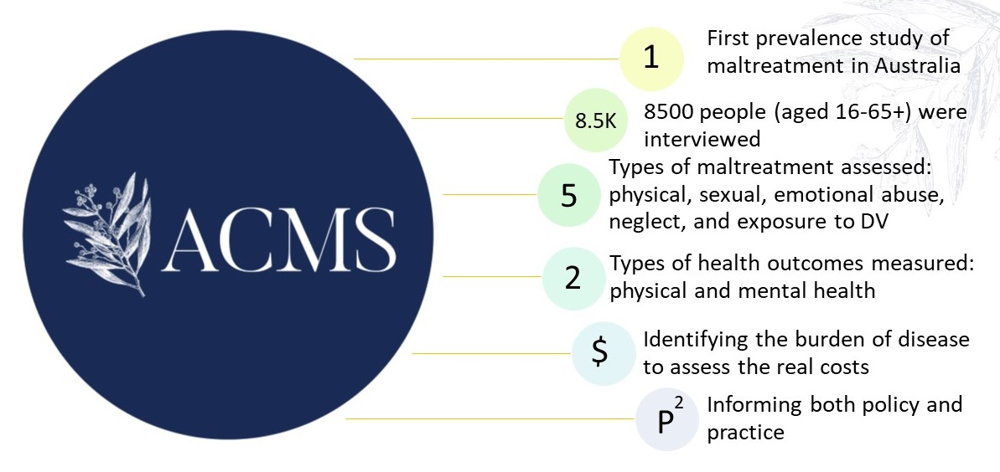 ACMS
1
First prevalence study of
maltreatment in Australia
8.5K
8500 people (aged 16-65+) were
interviewed
5
Types of maltreatment assessed:
physical, sexual, emotional abuse,
neglect, and exposure to DV
2
Types of health outcomes measured:
physical and mental health
$
Identifying the burden of disease
to assess the real costs
P²
Informing both policy and
practice